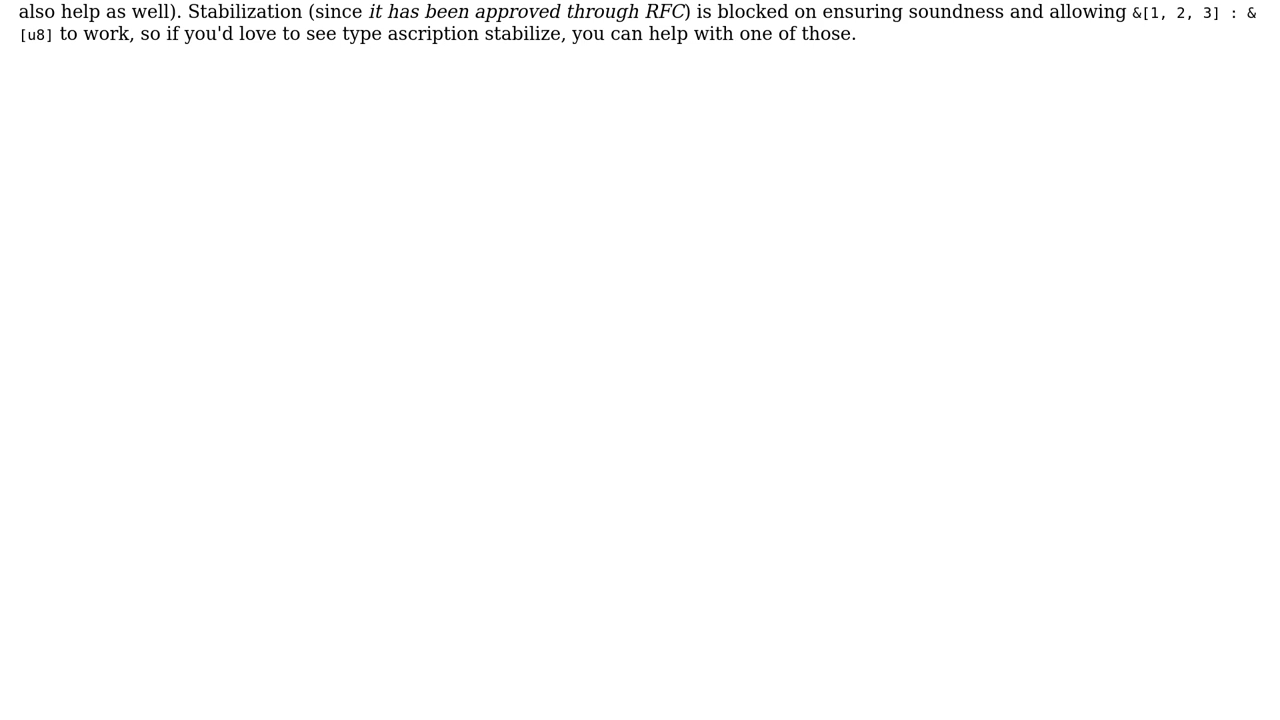 also help as well). Stabilization (since it has been approved through RFC) is blocked on ensuring soundness and allowing &[1, 2, 3] : &
[u8] to work, so if you'd love to see type ascription stabilize, you can help with one of those.